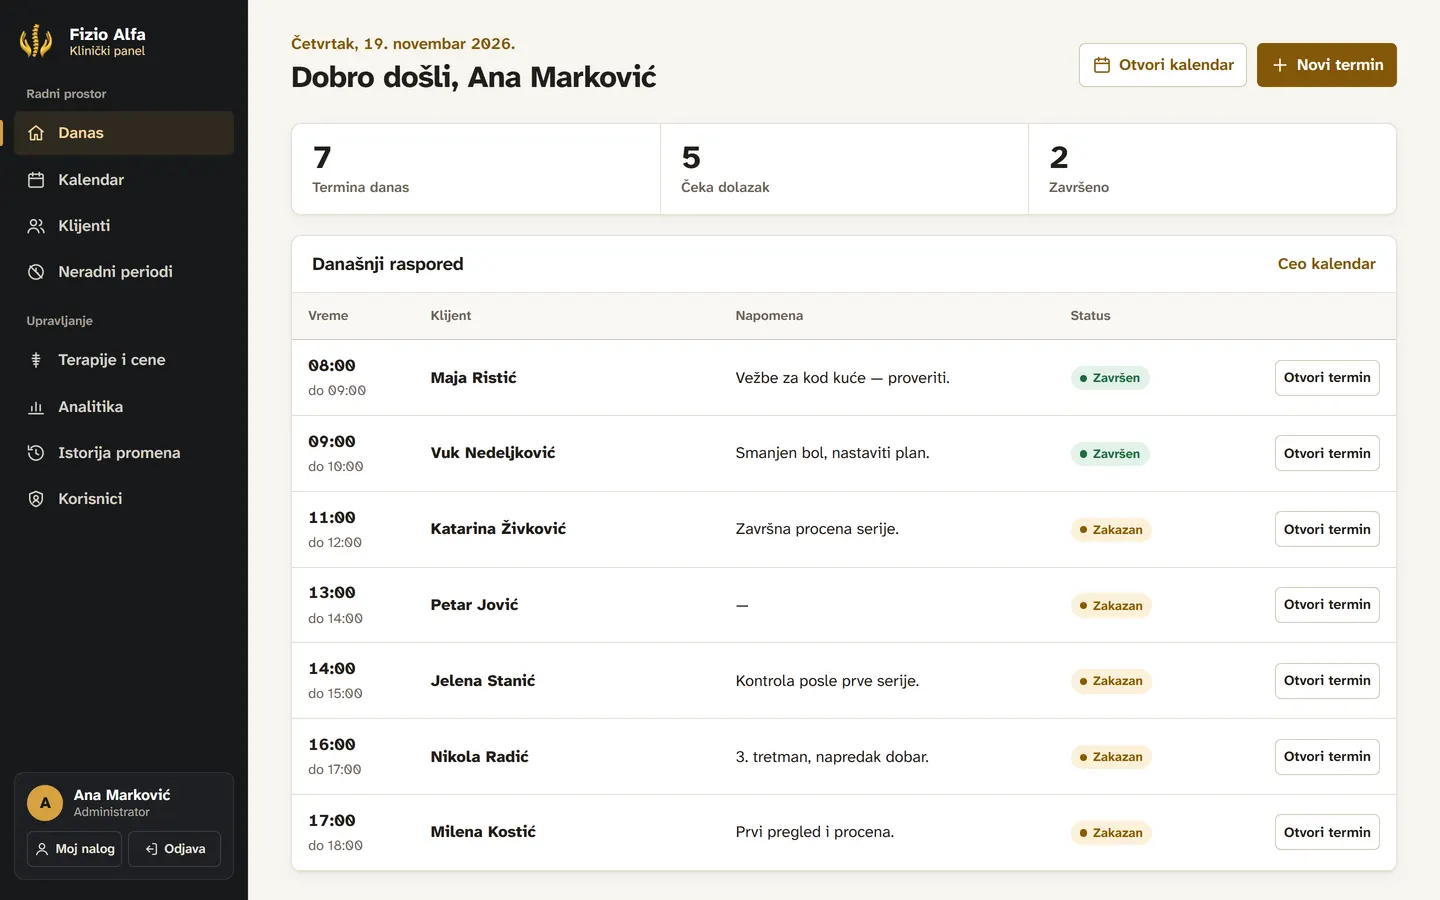 Fizio Alfa
Klinički panel
Radni prostor
Danas
Kalendar
Klijenti
Neradni periodi
Upravljanje
Terapije i cene
Analitika
Istorija promena
Korisnici
A
Ana Marković
Administrator
Moj nalog
Odjava
Četvrtak, 19. novembar 2026.
Dobro došli, Ana Marković
Otvori kalendar
Novi termin
7
Termina danas
5
Čeka dolazak
2
Završeno
Današnji raspored
Ceo kalendar
Vreme Klijent Napomena Status
08:00
do 09:00
Maja Ristić
Vežbe za kod kuće — proveriti.
Završen
Otvori termin
09:00
do 10:00
Vuk Nedeljković
Smanjen bol, nastaviti plan.
Završen
Otvori termin
11:00
do 12:00
Katarina Živković
Završna procena serije.
Zakazan
Otvori termin
13:00
do 14:00
Petar Jović
—
Zakazan
Otvori termin
14:00
do 15:00
Jelena Stanić
Kontrola posle prve serije.
Zakazan
Otvori termin
16:00
do 17:00
Nikola Radić
3. tretman, napredak dobar.
Zakazan
Otvori termin
17:00
do 18:00
Milena Kostić
Prvi pregled i procena.
Zakazan
Otvori termin